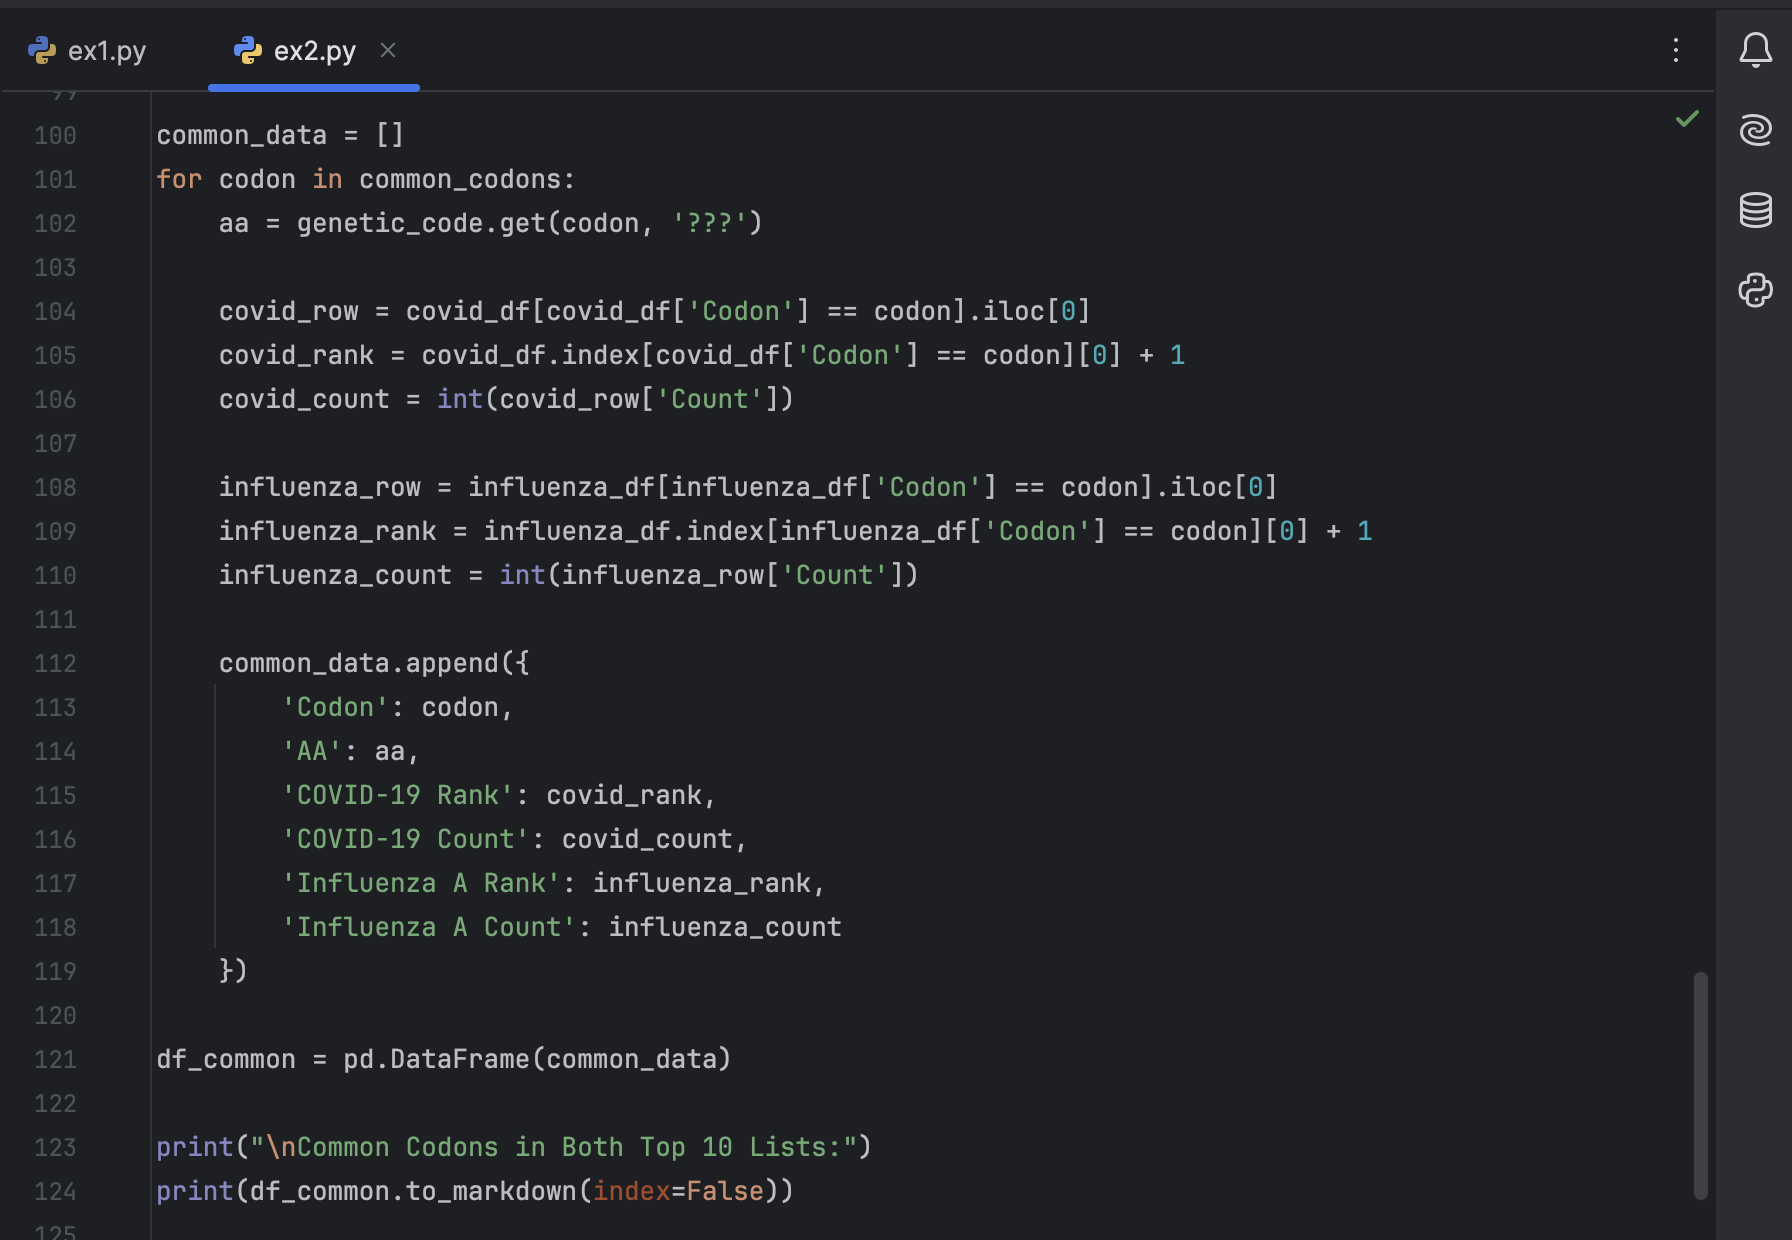 ex1.py
ex2.py
99
100 common_data = []
101 for codon in common_codons:
102     aa = genetic_code.get(codon, '???')
103
104     covid_row = covid_df[covid_df['Codon'] == codon].iloc[0]
105     covid_rank = covid_df.index[covid_df['Codon'] == codon][0] + 1
106     covid_count = int(covid_row['Count'])
107
108     influenza_row = influenza_df[influenza_df['Codon'] == codon].iloc[0]
109     influenza_rank = influenza_df.index[influenza_df['Codon'] == codon][0] + 1
110     influenza_count = int(influenza_row['Count'])
111
112     common_data.append({
113         'Codon': codon,
114         'AA': aa,
115         'COVID-19 Rank': covid_rank,
116         'COVID-19 Count': covid_count,
117         'Influenza A Rank': influenza_rank,
118         'Influenza A Count': influenza_count
119     })
120
121 df_common = pd.DataFrame(common_data)
122
123 print("\nCommon Codons in Both Top 10 Lists:")
124 print(df_common.to_markdown(index=False))
125